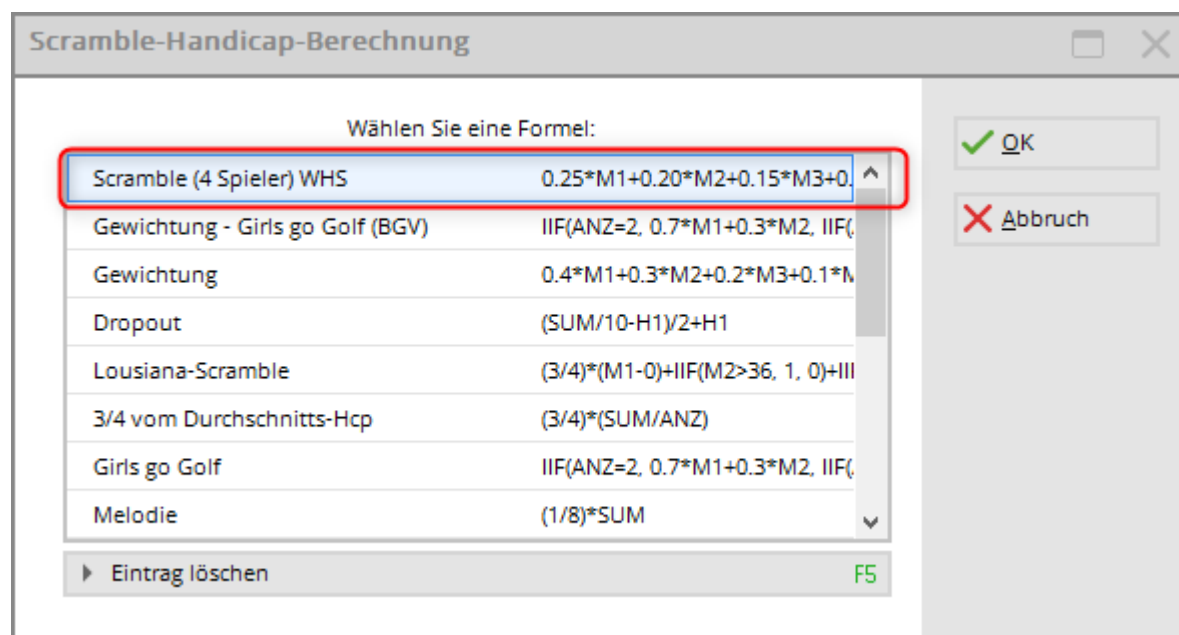 Scramble-Handicap-Berechnung
Wählen Sie eine Formel:
OK
Scramble (4 Spieler) WHS 0.25*M1+0.20*M2+0.15*M3+0.
Abbruch
Gewichtung - Girls go Golf (BGV) IIF(ANZ=2, 0.7*M1+0.3*M2, IIF(.
Gewichtung 0.4*M1+0.3*M2+0.2*M3+0.1*M
Dropout (SUM/10-H1)/2+H1
Lousiana-Scramble (3/4)*(M1-0)+IIF(M2>36, 1, 0)+III
3/4 vom Durchschnitts-Hcp (3/4)*(SUM/ANZ)
Girls go Golf IIF(ANZ=2, 0.7*M1+0.3*M2, IIF(.
Melodie (1/8)*SUM
Eintrag löschen F5